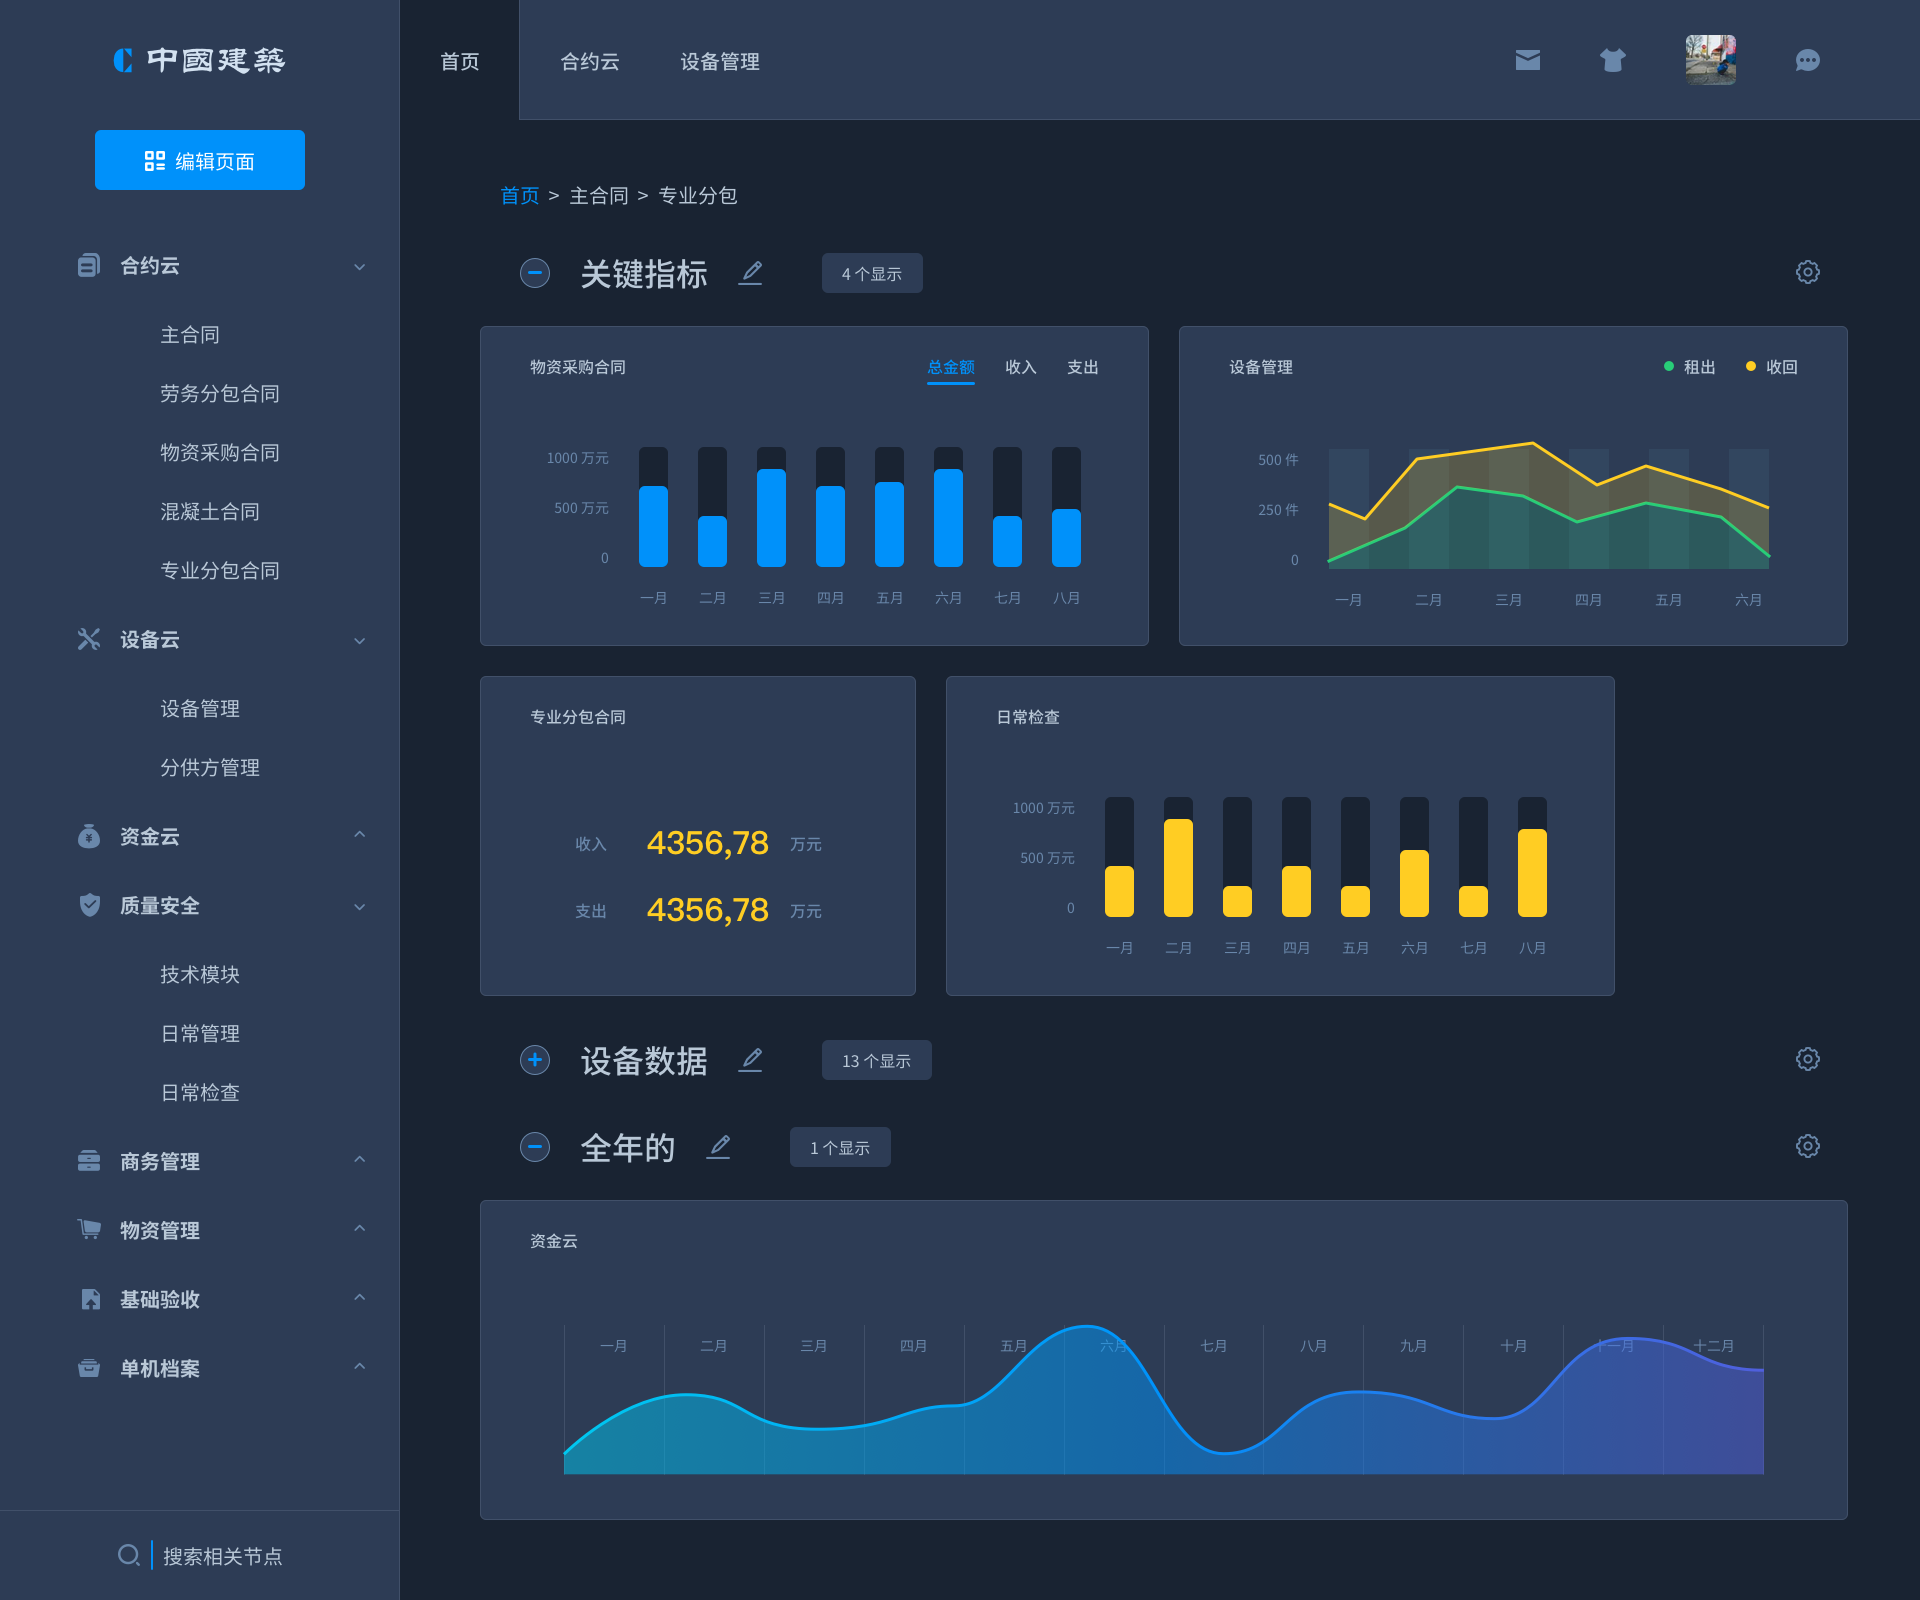 中國建築
编辑页面
合约云
主合同
劳务分包合同
物资采购合同
混凝土合同
专业分包合同
设备云
设备管理
分供方管理
资金云
质量安全
技术模块
日常管理
日常检查
商务管理
物资管理
基础验收
单机档案
搜索相关节点
首页 合约云 设备管理
首页 > 主合同 > 专业分包
关键指标 4 个显示
物资采购合同 总金额 收入 支出
1000 万元
500 万元
0
一月 二月 三月 四月 五月 六月 七月 八月
设备管理 租出 收回
500 件
250 件
0
一月 二月 三月 四月 五月 六月
专业分包合同
收入 4356,78 万元
支出 4356,78 万元
日常检查
1000 万元
500 万元
0
一月 二月 三月 四月 五月 六月 七月 八月
设备数据 13 个显示
全年的 1 个显示
资金云
一月 二月 三月 四月 五月 六月 七月 八月 九月 十月 十一月 十二月